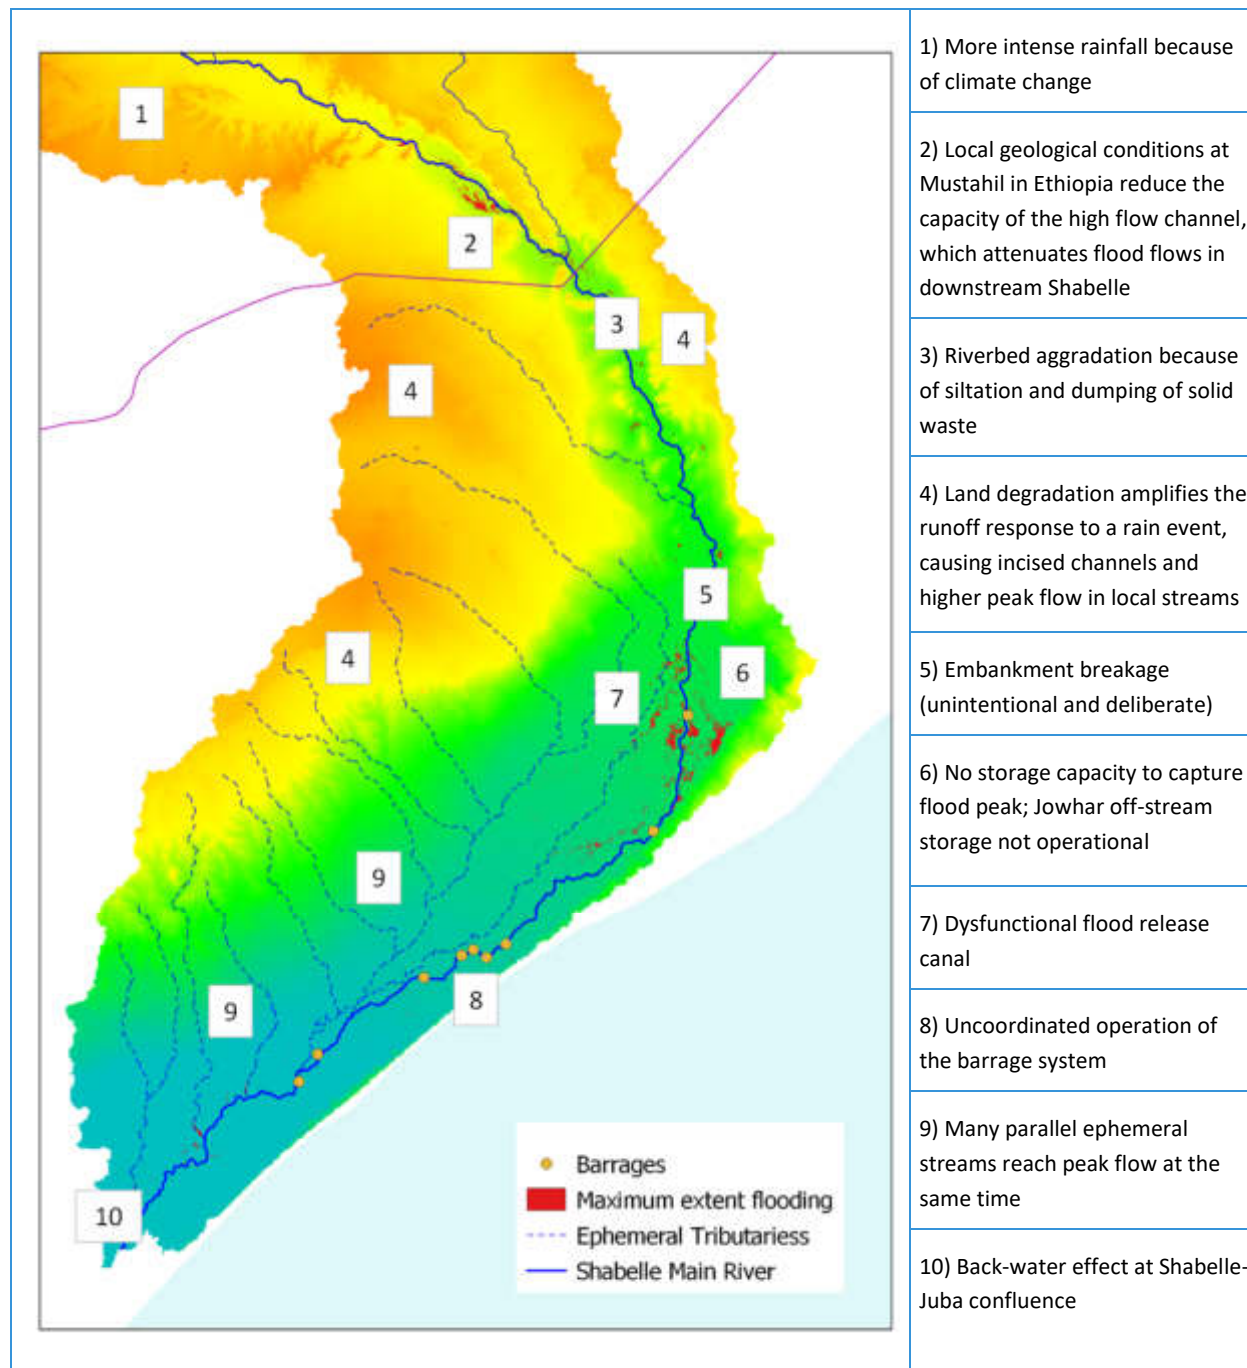 1
2
3
4
4
4
5
6
7
9
8
9
10
Barrages
Maximum extent flooding
Ephemeral Tributariess
Shabelle Main River
1) More intense rainfall because
of climate change
2) Local geological conditions at
Mustahil in Ethiopia reduce the
capacity of the high flow channel,
which attenuates flood flows in
downstream Shabelle
3) Riverbed aggradation because
of siltation and dumping of solid
waste
4) Land degradation amplifies the
runoff response to a rain event,
causing incised channels and
higher peak flow in local streams
5) Embankment breakage
(unintentional and deliberate)
6) No storage capacity to capture
flood peak; Jowhar off-stream
storage not operational
7) Dysfunctional flood release
canal
8) Uncoordinated operation of
the barrage system
9) Many parallel ephemeral
streams reach peak flow at the
same time
10) Back-water effect at Shabelle-
Juba confluence